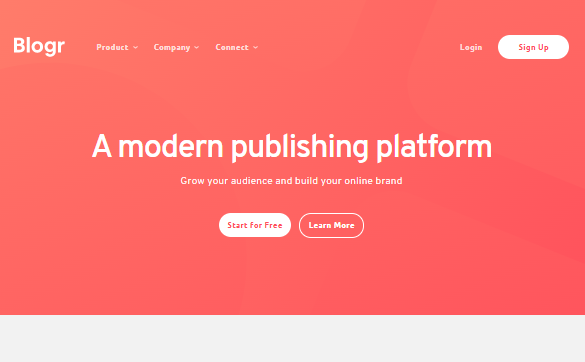 Blogr Product Company Connect Login Sign Up
A modern publishing platform
Grow your audience and build your online brand
Start for Free Learn More